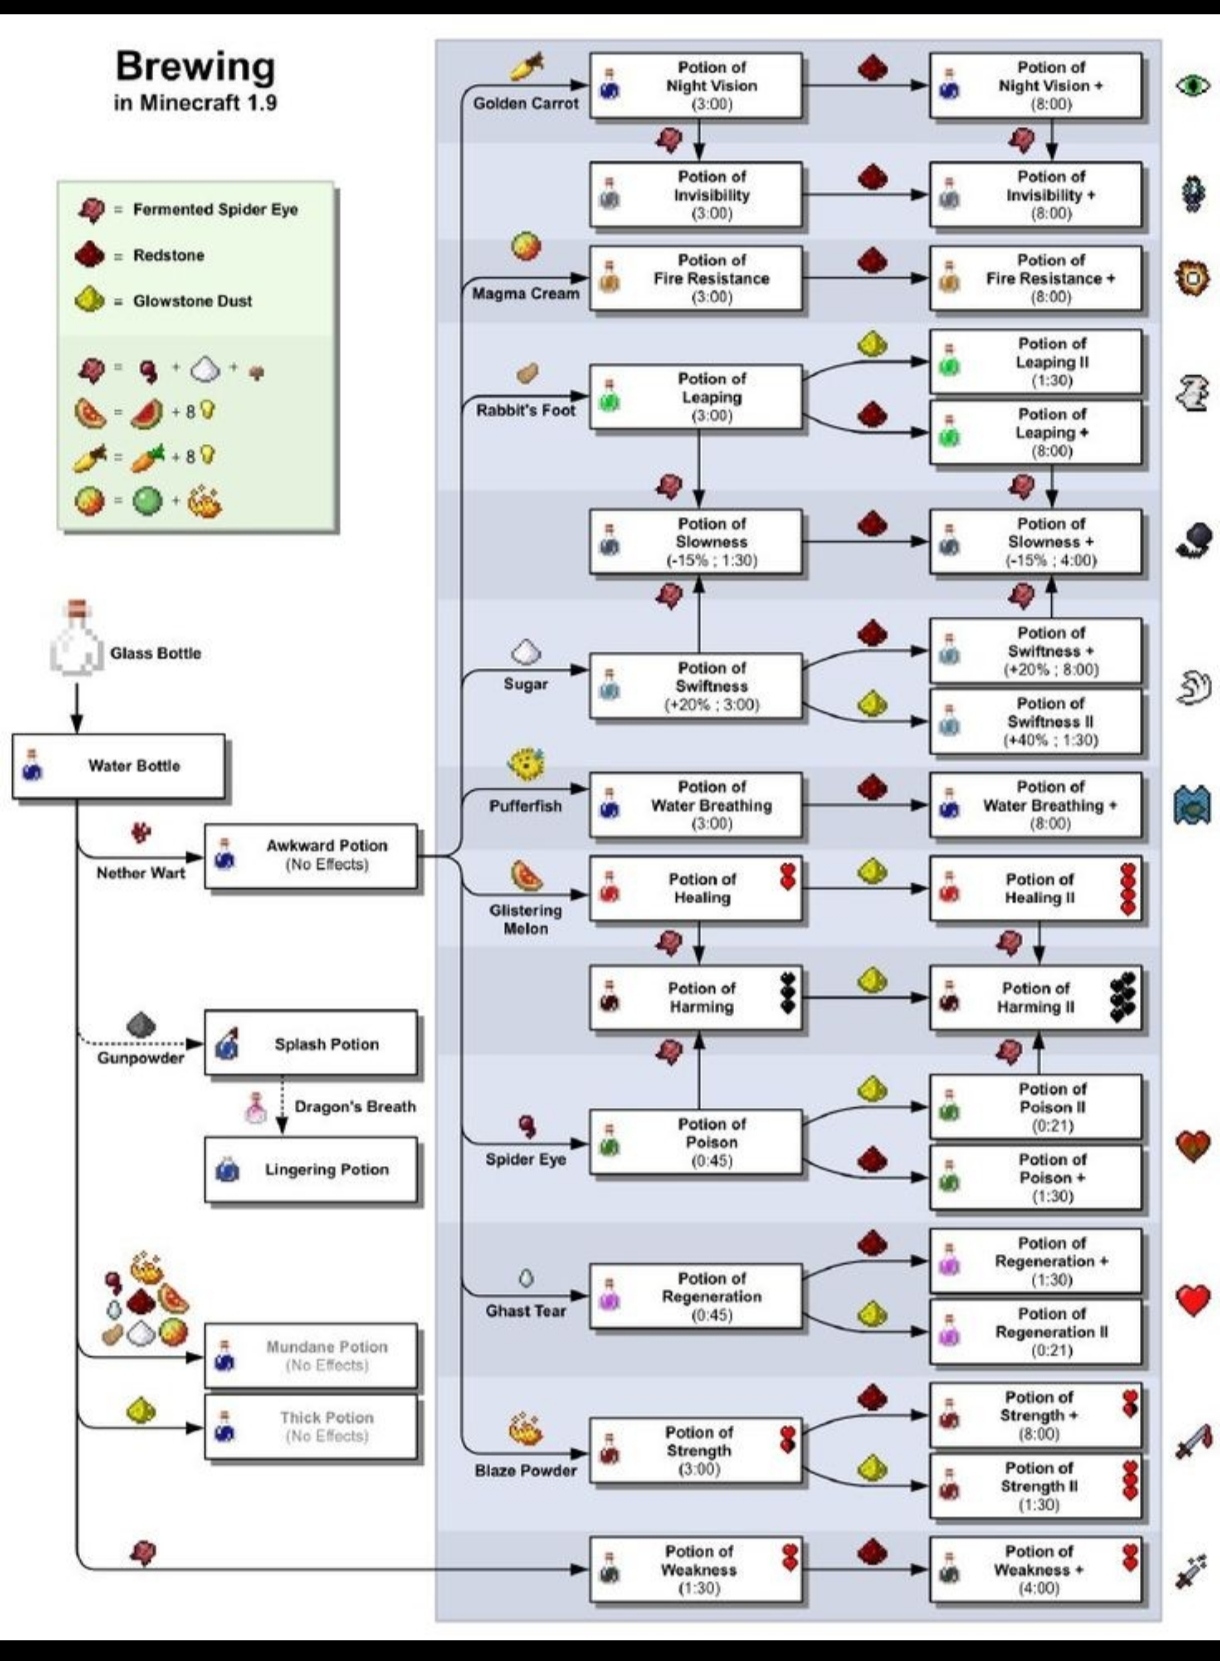 Brewing
in Minecraft 1.9
= Fermented Spider Eye
= Redstone
= Glowstone Dust
= + +
= + 8
= + 8
= +
Glass Bottle
Water Bottle
Nether Wart
Awkward Potion
(No Effects)
Gunpowder
Splash Potion
Dragon's Breath
Lingering Potion
Mundane Potion
(No Effects)
Thick Potion
(No Effects)
Golden Carrot
Potion of
Night Vision
(3:00)
Potion of
Night Vision +
(8:00)
Potion of
Invisibility
(3:00)
Potion of
Invisibility +
(8:00)
Magma Cream
Potion of
Fire Resistance
(3:00)
Potion of
Fire Resistance +
(8:00)
Rabbit's Foot
Potion of
Leaping
(3:00)
Potion of
Leaping II
(1:30)
Potion of
Leaping +
(8:00)
Potion of
Slowness
(-15% ; 1:30)
Potion of
Slowness +
(-15% ; 4:00)
Sugar
Potion of
Swiftness
(+20% ; 3:00)
Potion of
Swiftness +
(+20% ; 8:00)
Potion of
Swiftness II
(+40% ; 1:30)
Pufferfish
Potion of
Water Breathing
(3:00)
Potion of
Water Breathing +
(8:00)
Glistering
Melon
Potion of
Healing
Potion of
Healing II
Potion of
Harming
Potion of
Harming II
Spider Eye
Potion of
Poison
(0:45)
Potion of
Poison II
(0:21)
Potion of
Poison +
(1:30)
Ghast Tear
Potion of
Regeneration
(0:45)
Potion of
Regeneration +
(1:30)
Potion of
Regeneration II
(0:21)
Blaze Powder
Potion of
Strength
(3:00)
Potion of
Strength +
(8:00)
Potion of
Strength II
(1:30)
Potion of
Weakness
(1:30)
Potion of
Weakness +
(4:00)